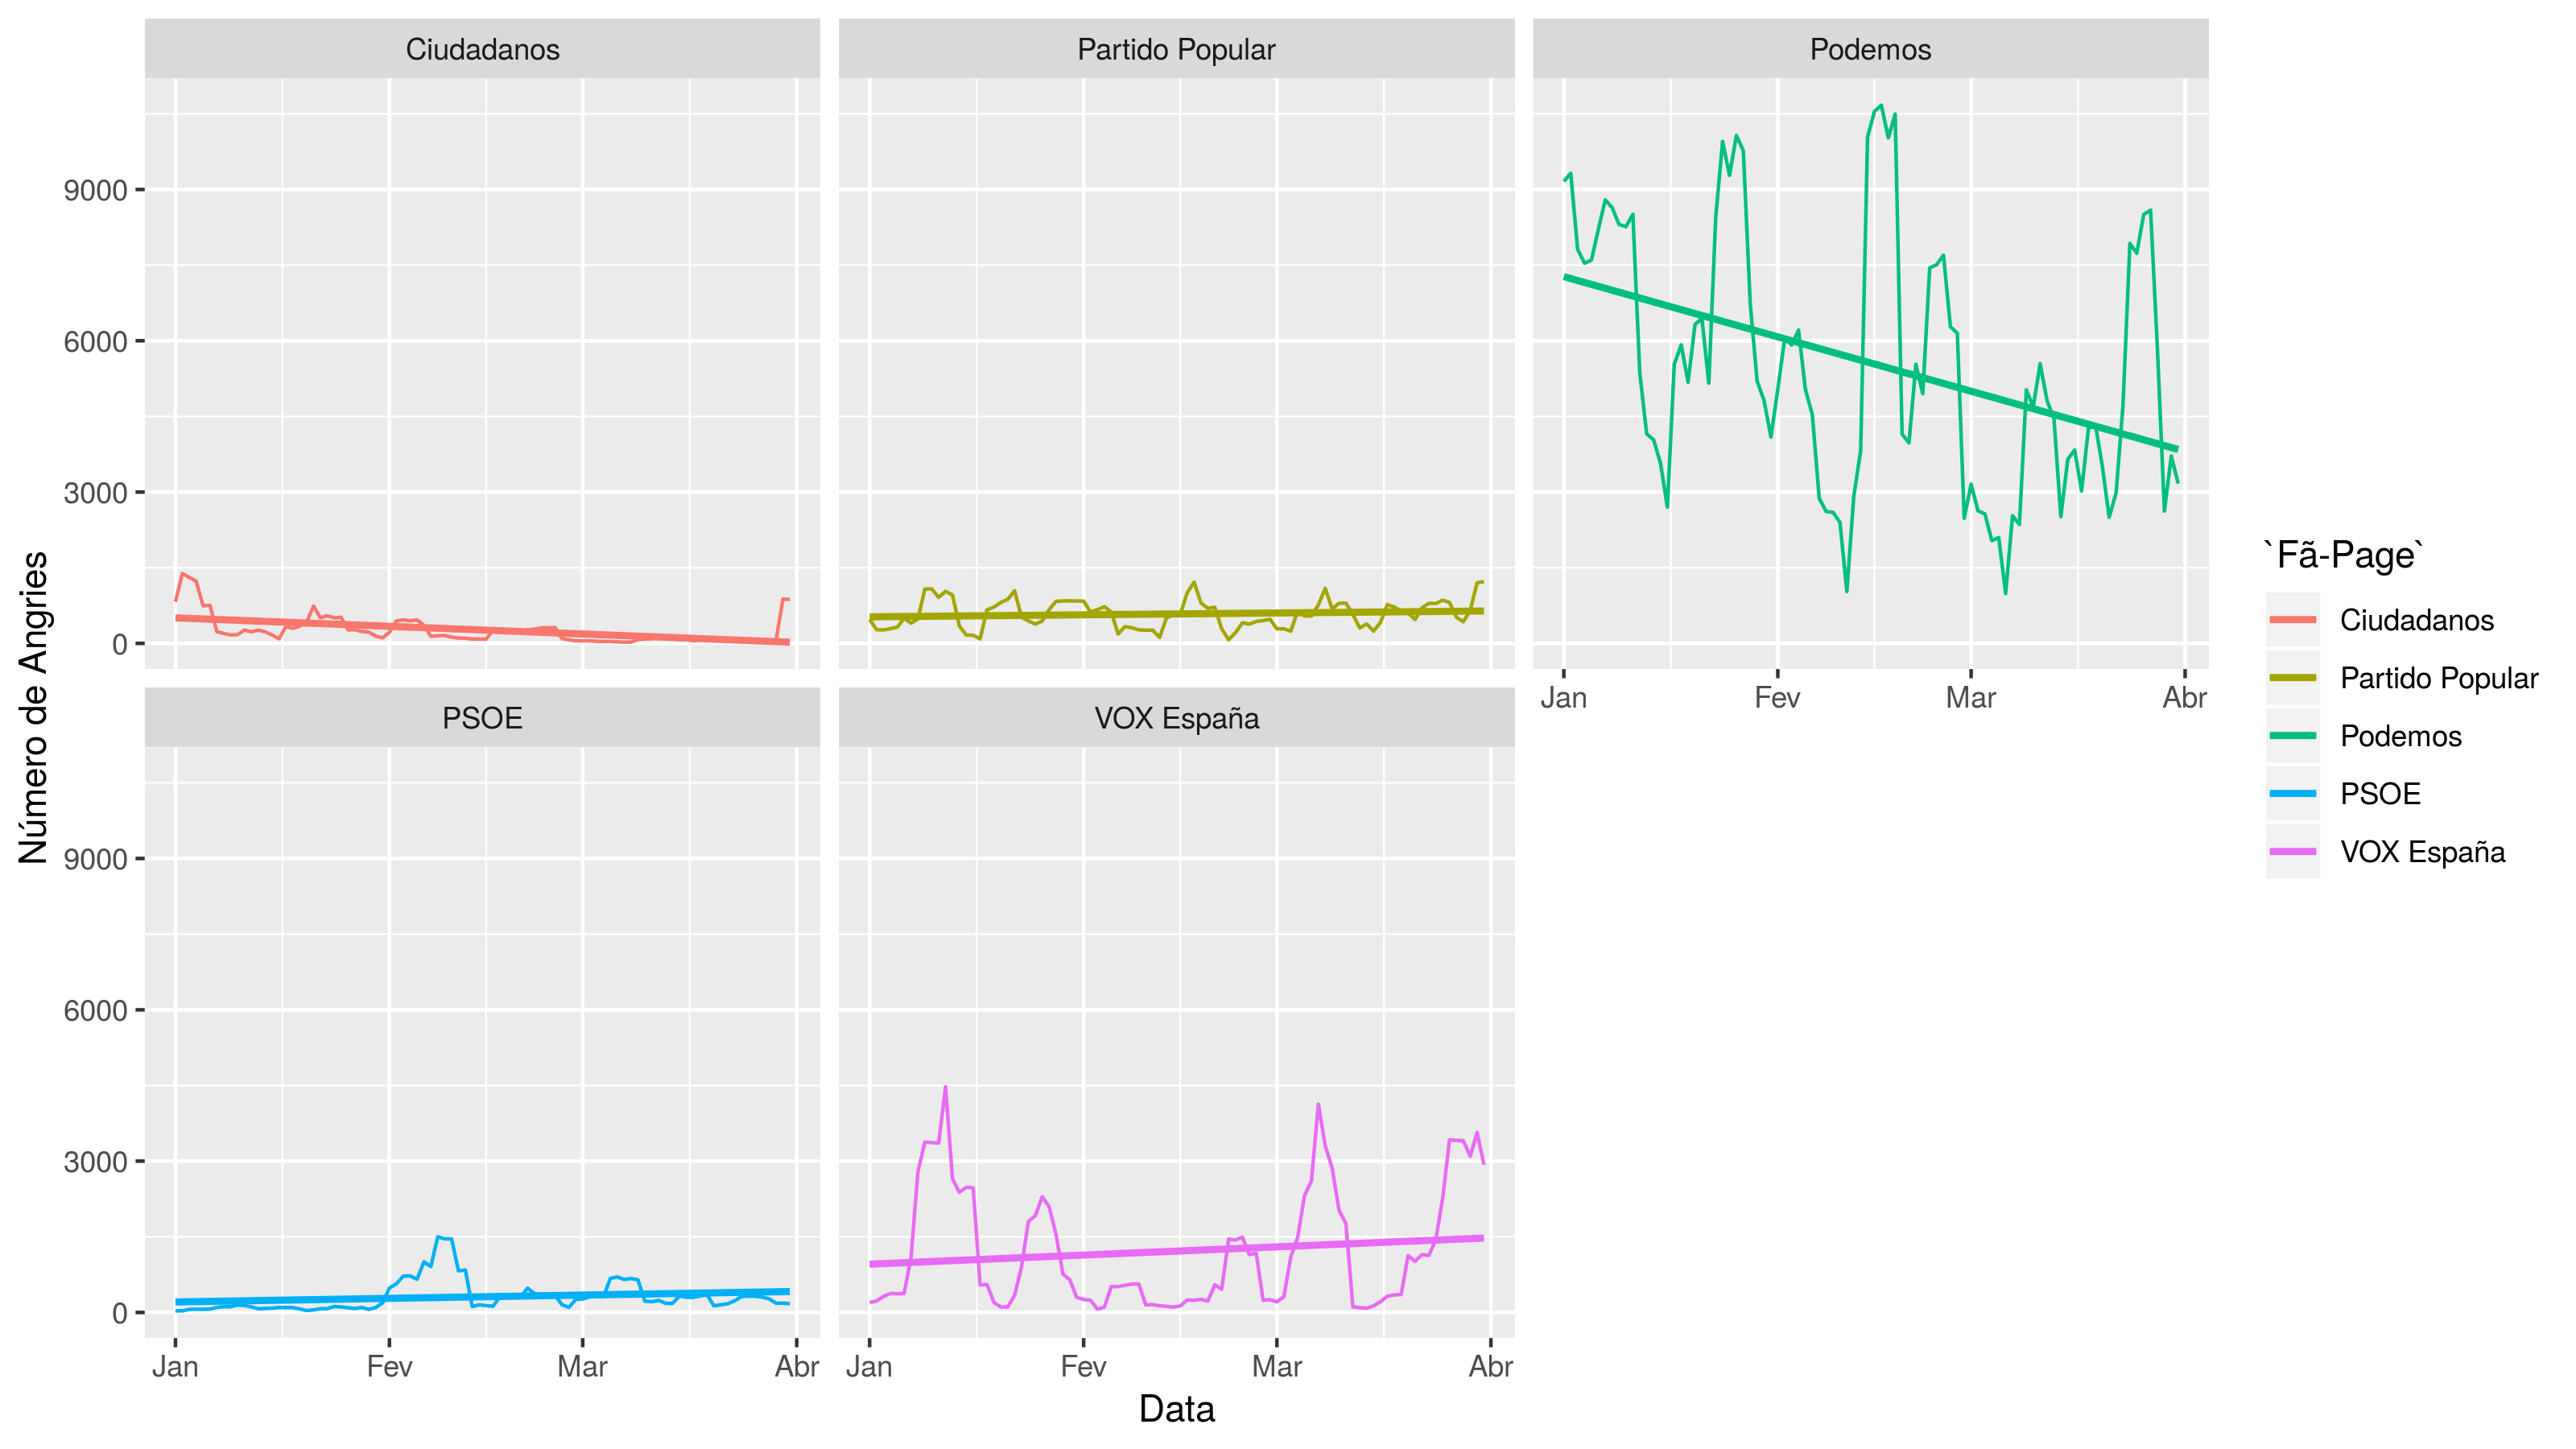 Ciudadanos
Partido Popular
Podemos
9000
6000
3000
0
Jan Fev Mar Abr
PSOE
VOX España
9000
6000
3000
0
Jan Fev Mar Abr
Jan Fev Mar Abr
Número de Angries
Data
`Fã-Page`
Ciudadanos
Partido Popular
Podemos
PSOE
VOX España